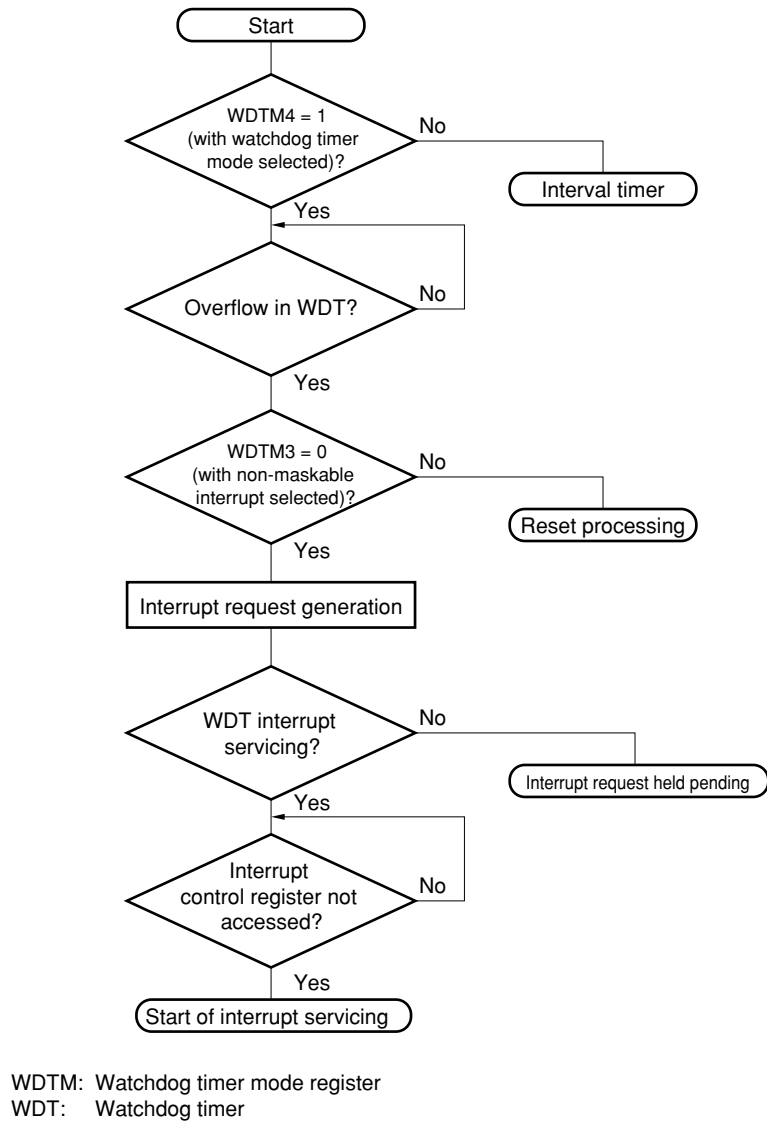 Start
WDTM4 = 1
(with watchdog timer
mode selected)?
No
Interval timer
Yes
Overflow in WDT?
No
Yes
WDTM3 = 0
(with non-maskable
interrupt selected)?
No
Reset processing
Yes
Interrupt request generation
WDT interrupt
servicing?
No
Interrupt request held pending
Yes
Interrupt
control register not
accessed?
No
Yes
Start of interrupt servicing
WDTM: Watchdog timer mode register
WDT: Watchdog timer